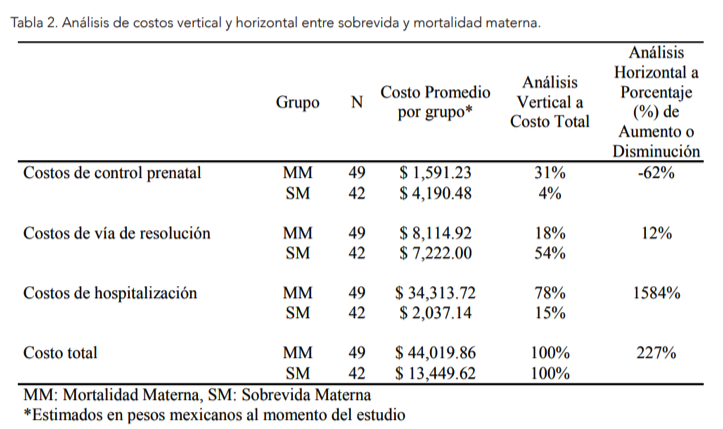 Tabla 2. Análisis de costos vertical y horizontal entre sobrevida y mortalidad materna.
Grupo N Costo Promedio por grupo* Análisis Vertical a Costo Total Análisis Horizontal a Porcentaje (%) de Aumento o Disminución
Costos de control prenatal MM 49 $ 1,591.23 31% -62%
SM 42 $ 4,190.48 4%
Costos de vía de resolución MM 49 $ 8,114.92 18% 12%
SM 42 $ 7,222.00 54%
Costos de hospitalización MM 49 $ 34,313.72 78% 1584%
SM 42 $ 2,037.14 15%
Costo total MM 49 $ 44,019.86 100% 227%
SM 42 $ 13,449.62 100%
MM: Mortalidad Materna, SM: Sobrevida Materna
*Estimados en pesos mexicanos al momento del estudio